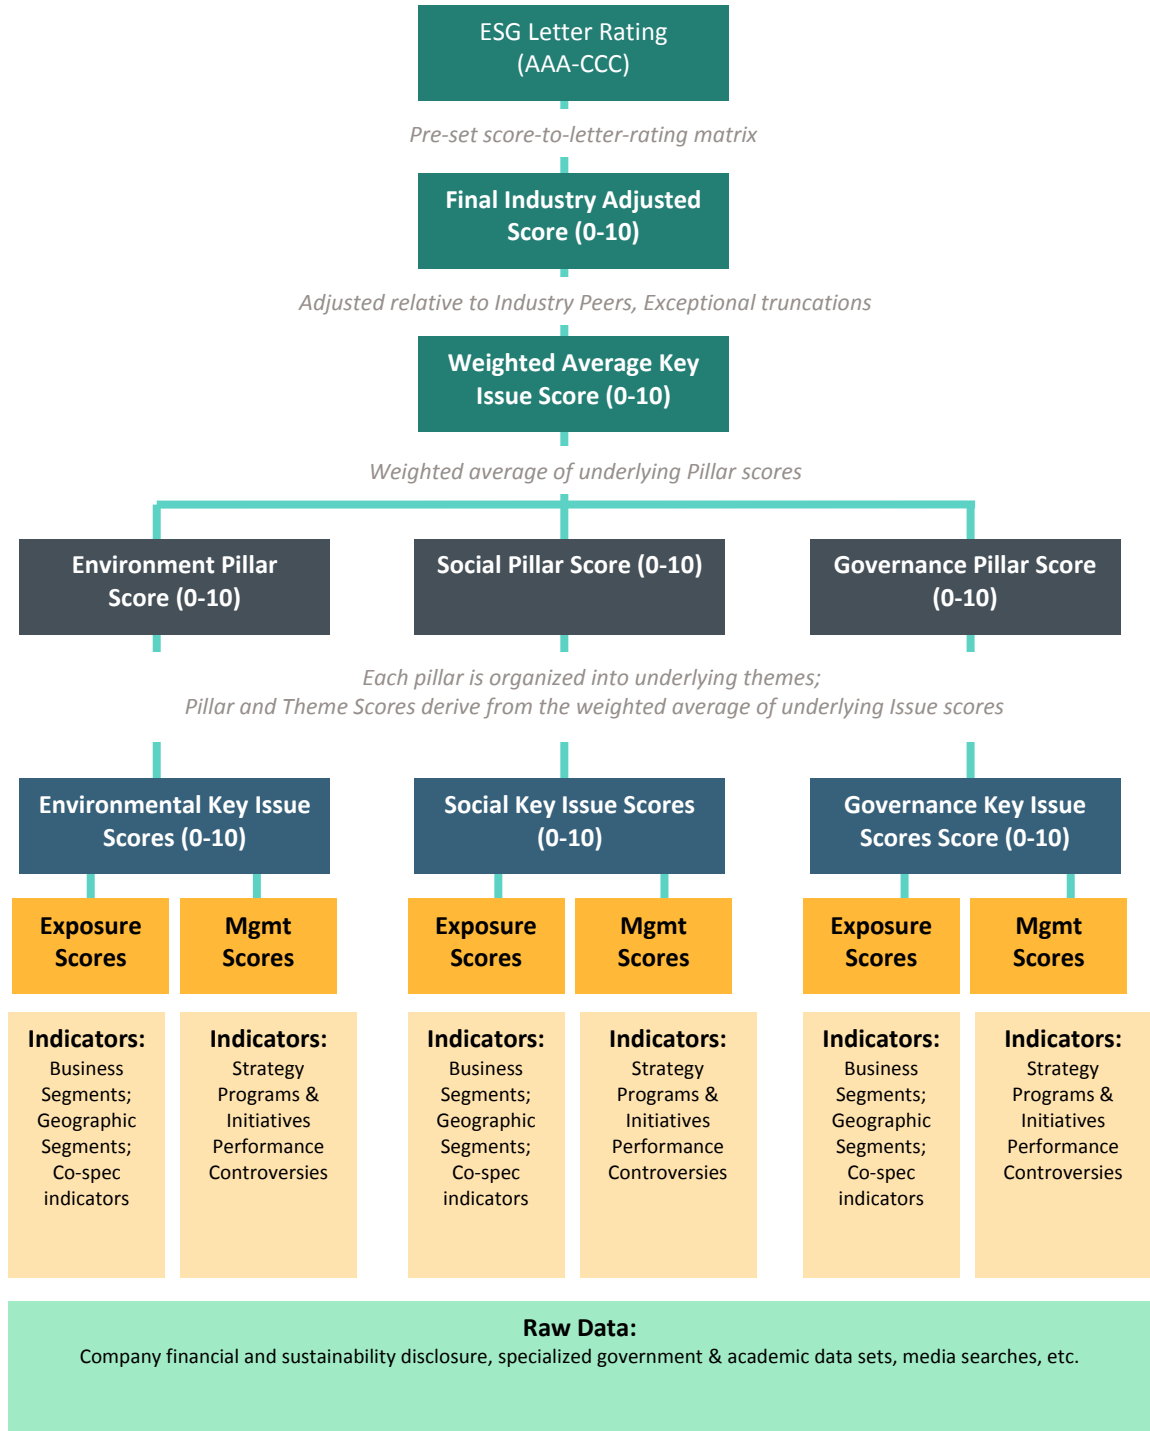 ESG Letter Rating
(AAA-CCC)
Pre-set score-to-letter-rating matrix
Final Industry Adjusted
Score (0-10)
Adjusted relative to Industry Peers, Exceptional truncations
Weighted Average Key
Issue Score (0-10)
Weighted average of underlying Pillar scores
Environment Pillar
Score (0-10)
Social Pillar Score (0-10)
Governance Pillar Score
(0-10)
Each pillar is organized into underlying themes;
Pillar and Theme Scores derive from the weighted average of underlying Issue scores
Environmental Key Issue
Scores (0-10)
Social Key Issue Scores
(0-10)
Governance Key Issue
Scores Score (0-10)
Exposure
Scores
Mgmt
Scores
Exposure
Scores
Mgmt
Scores
Exposure
Scores
Mgmt
Scores
Indicators:
Business
Segments;
Geographic
Segments;
Co-spec
indicators
Indicators:
Strategy
Programs &
Initiatives
Performance
Controversies
Indicators:
Business
Segments;
Geographic
Segments;
Co-spec
indicators
Indicators:
Strategy
Programs &
Initiatives
Performance
Controversies
Indicators:
Business
Segments;
Geographic
Segments;
Co-spec
indicators
Indicators:
Strategy
Programs &
Initiatives
Performance
Controversies
Raw Data:
Company financial and sustainability disclosure, specialized government & academic data sets, media searches, etc.